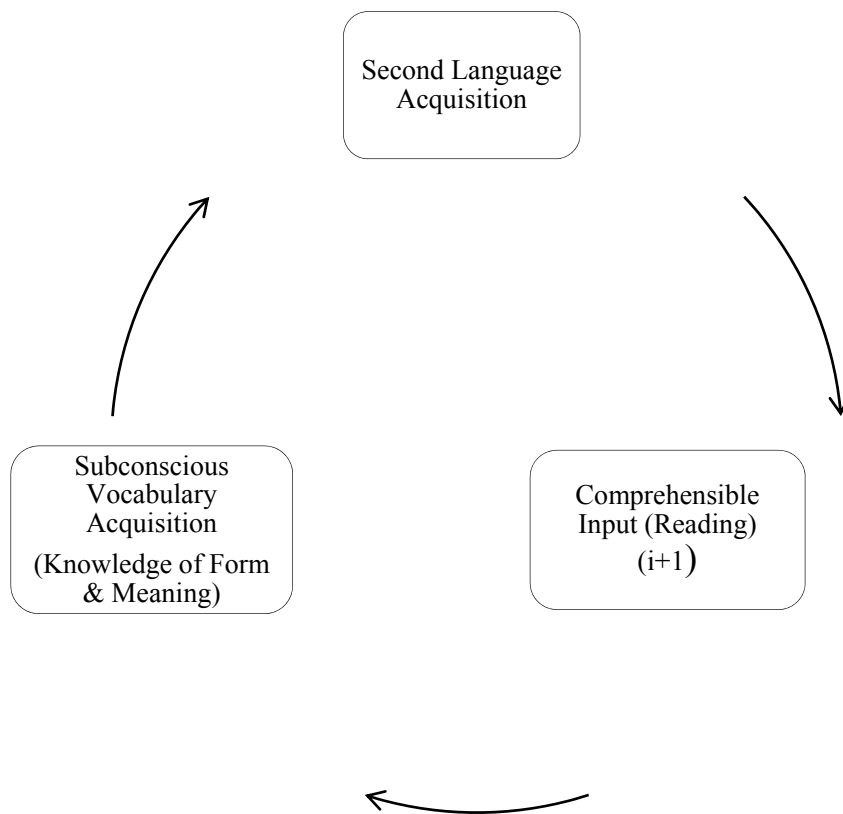 Second Language
Acquisition
Subconscious
Vocabulary
Acquisition
(Knowledge of Form
& Meaning)
Comprehensible
Input (Reading)
(i+1)